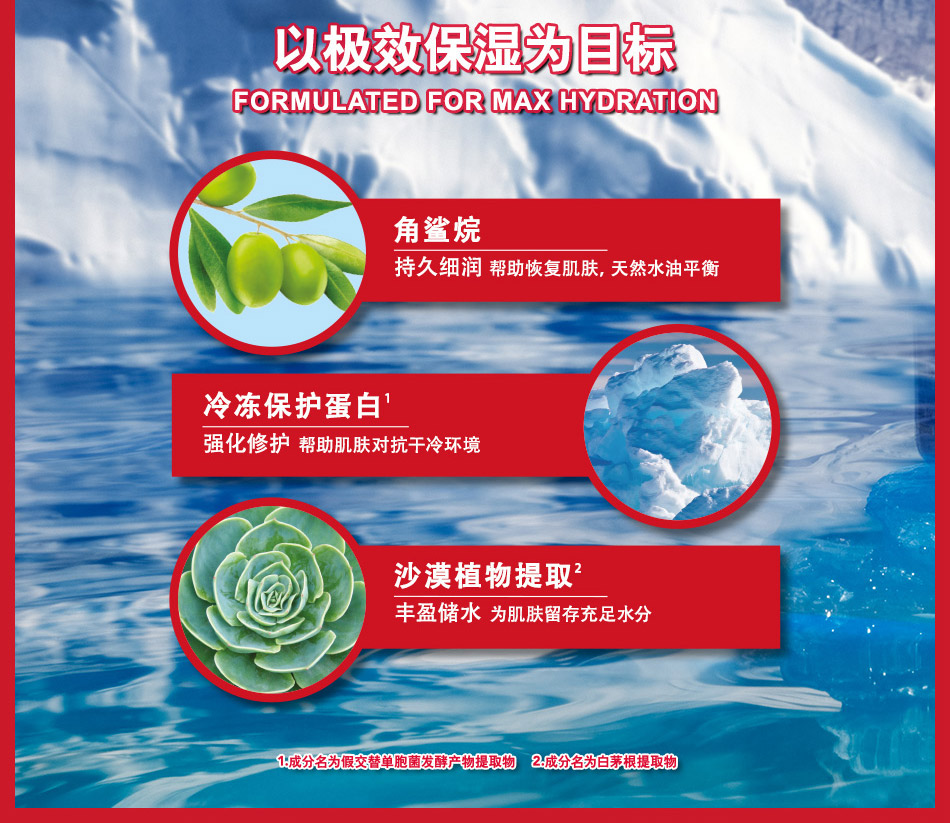 以极效保湿为目标
FORMULATED FOR MAX HYDRATION
角鲨烷
持久细润 帮助恢复肌肤, 天然水油平衡
冷冻保护蛋白1
强化修护 帮助肌肤对抗干冷环境
沙漠植物提取2
丰盈储水 为肌肤留存充足水分
1.成分名为假交替单胞菌发酵产物提取物 2.成分名为白茅根提取物